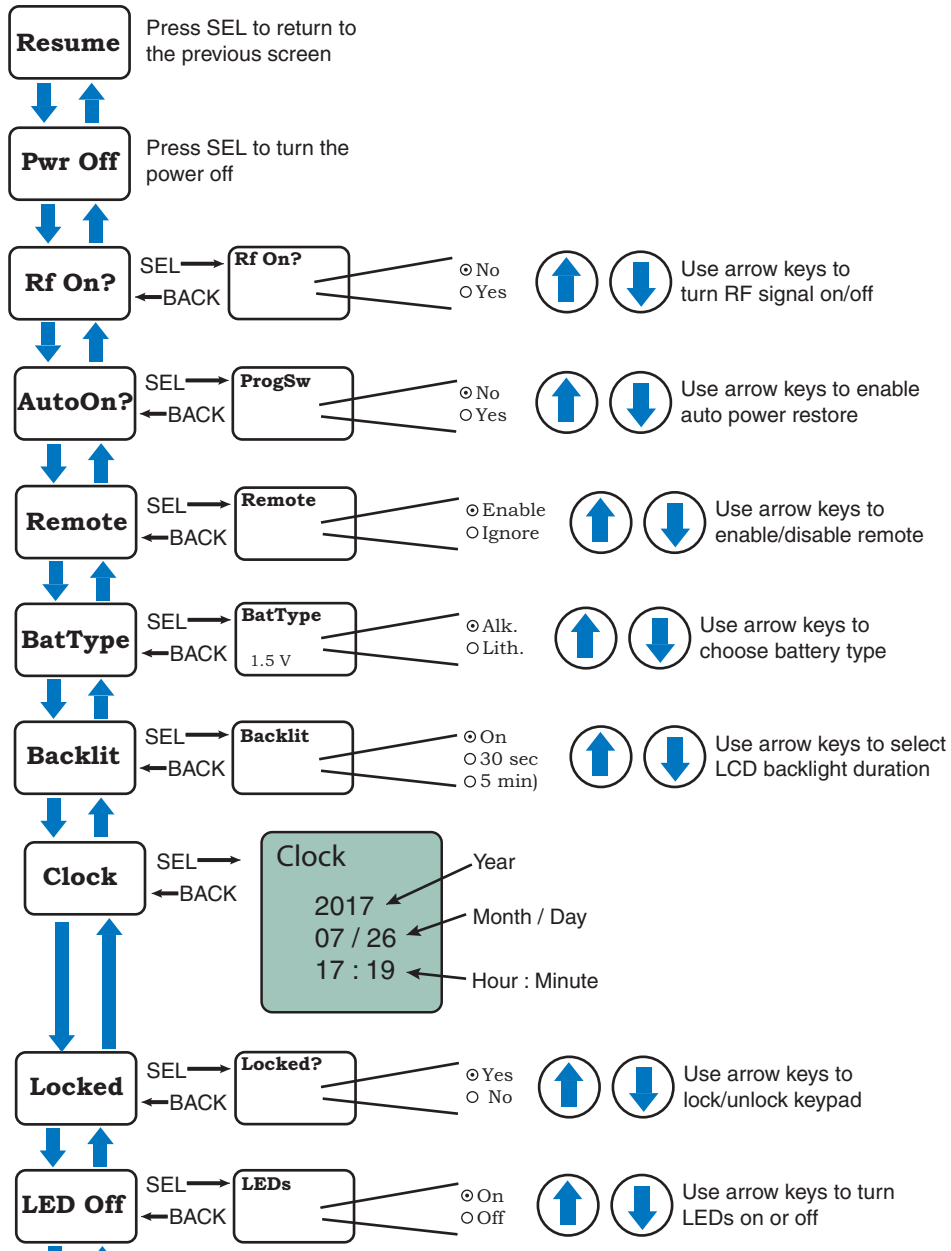 Resume
Press SEL to return to
the previous screen
Pwr Off
Press SEL to turn the
power off
Rf On?
SEL
BACK
Rf On?
No
Yes
Use arrow keys to
turn RF signal on/off
AutoOn?
SEL
BACK
ProgSw
No
Yes
Use arrow keys to enable
auto power restore
Remote
SEL
BACK
Remote
Enable
Ignore
Use arrow keys to
enable/disable remote
BatType
SEL
BACK
BatType
1.5 V
Alk.
Lith.
Use arrow keys to
choose battery type
Backlit
SEL
BACK
Backlit
On
30 sec
5 min)
Use arrow keys to select
LCD backlight duration
Clock
SEL
BACK
Clock
2017
07 / 26
17 : 19
Year
Month / Day
Hour : Minute
Locked
SEL
BACK
Locked?
Yes
No
Use arrow keys to
lock/unlock keypad
LED Off
SEL
BACK
LEDs
On
Off
Use arrow keys to turn
LEDs on or off